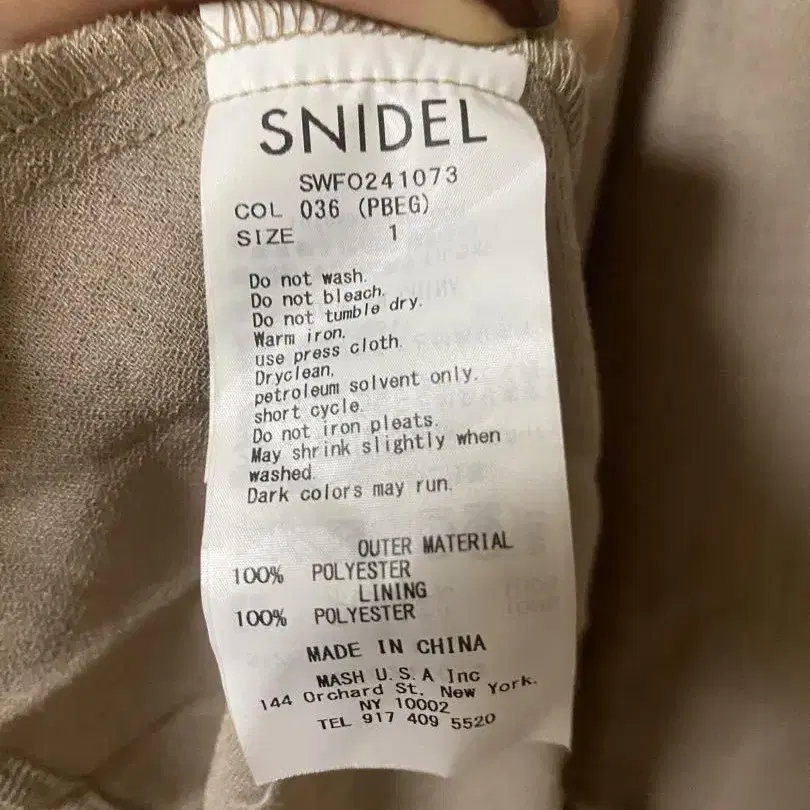 SNIDEL
SWFO241073
COL 036 (PBEG)
SIZE 1
Do not wash.
Do not bleach.
Do not tumble dry.
Warm iron.
use press cloth.
Dryclean.
petroleum solvent only.
short cycle.
Do not iron pleats.
May shrink slightly when
washed.
Dark colors may run.
OUTER MATERIAL
100% POLYESTER
LINING
100% POLYESTER
MADE IN CHINA
MASH U.S.A Inc
144 Orchard St. New York.
NY 10002
TEL 917 409 5520